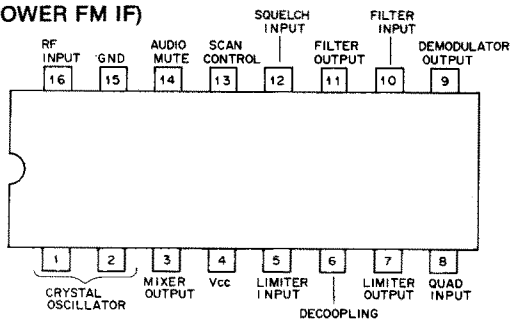 OWER FM IF)
SQUELCH INPUT
FILTER INPUT
RF INPUT
GND
AUDIO MUTE
SCAN CONTROL
FILTER OUTPUT
DEMODULATOR OUTPUT
16 15 14 13 12 11 10 9
1 2 3 4 5 6 7 8
CRYSTAL OSCILLATOR
MIXER OUTPUT
Vcc
LIMITER INPUT
DECOOPLING
LIMITER OUTPUT
QUAD INPUT